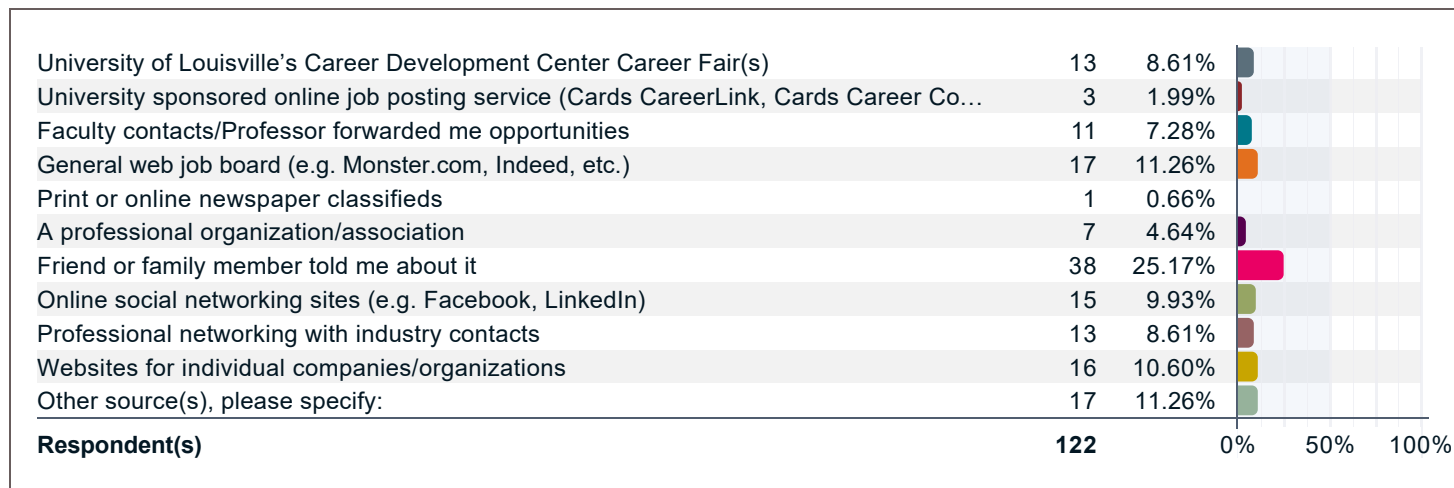 University of Louisville’s Career Development Center Career Fair(s) 13 8.61%
University sponsored online job posting service (Cards CareerLink, Cards Career Co… 3 1.99%
Faculty contacts/Professor forwarded me opportunities 11 7.28%
General web job board (e.g. Monster.com, Indeed, etc.) 17 11.26%
Print or online newspaper classifieds 1 0.66%
A professional organization/association 7 4.64%
Friend or family member told me about it 38 25.17%
Online social networking sites (e.g. Facebook, LinkedIn) 15 9.93%
Professional networking with industry contacts 13 8.61%
Websites for individual companies/organizations 16 10.60%
Other source(s), please specify: 17 11.26%
Respondent(s) 122 0% 50% 100%